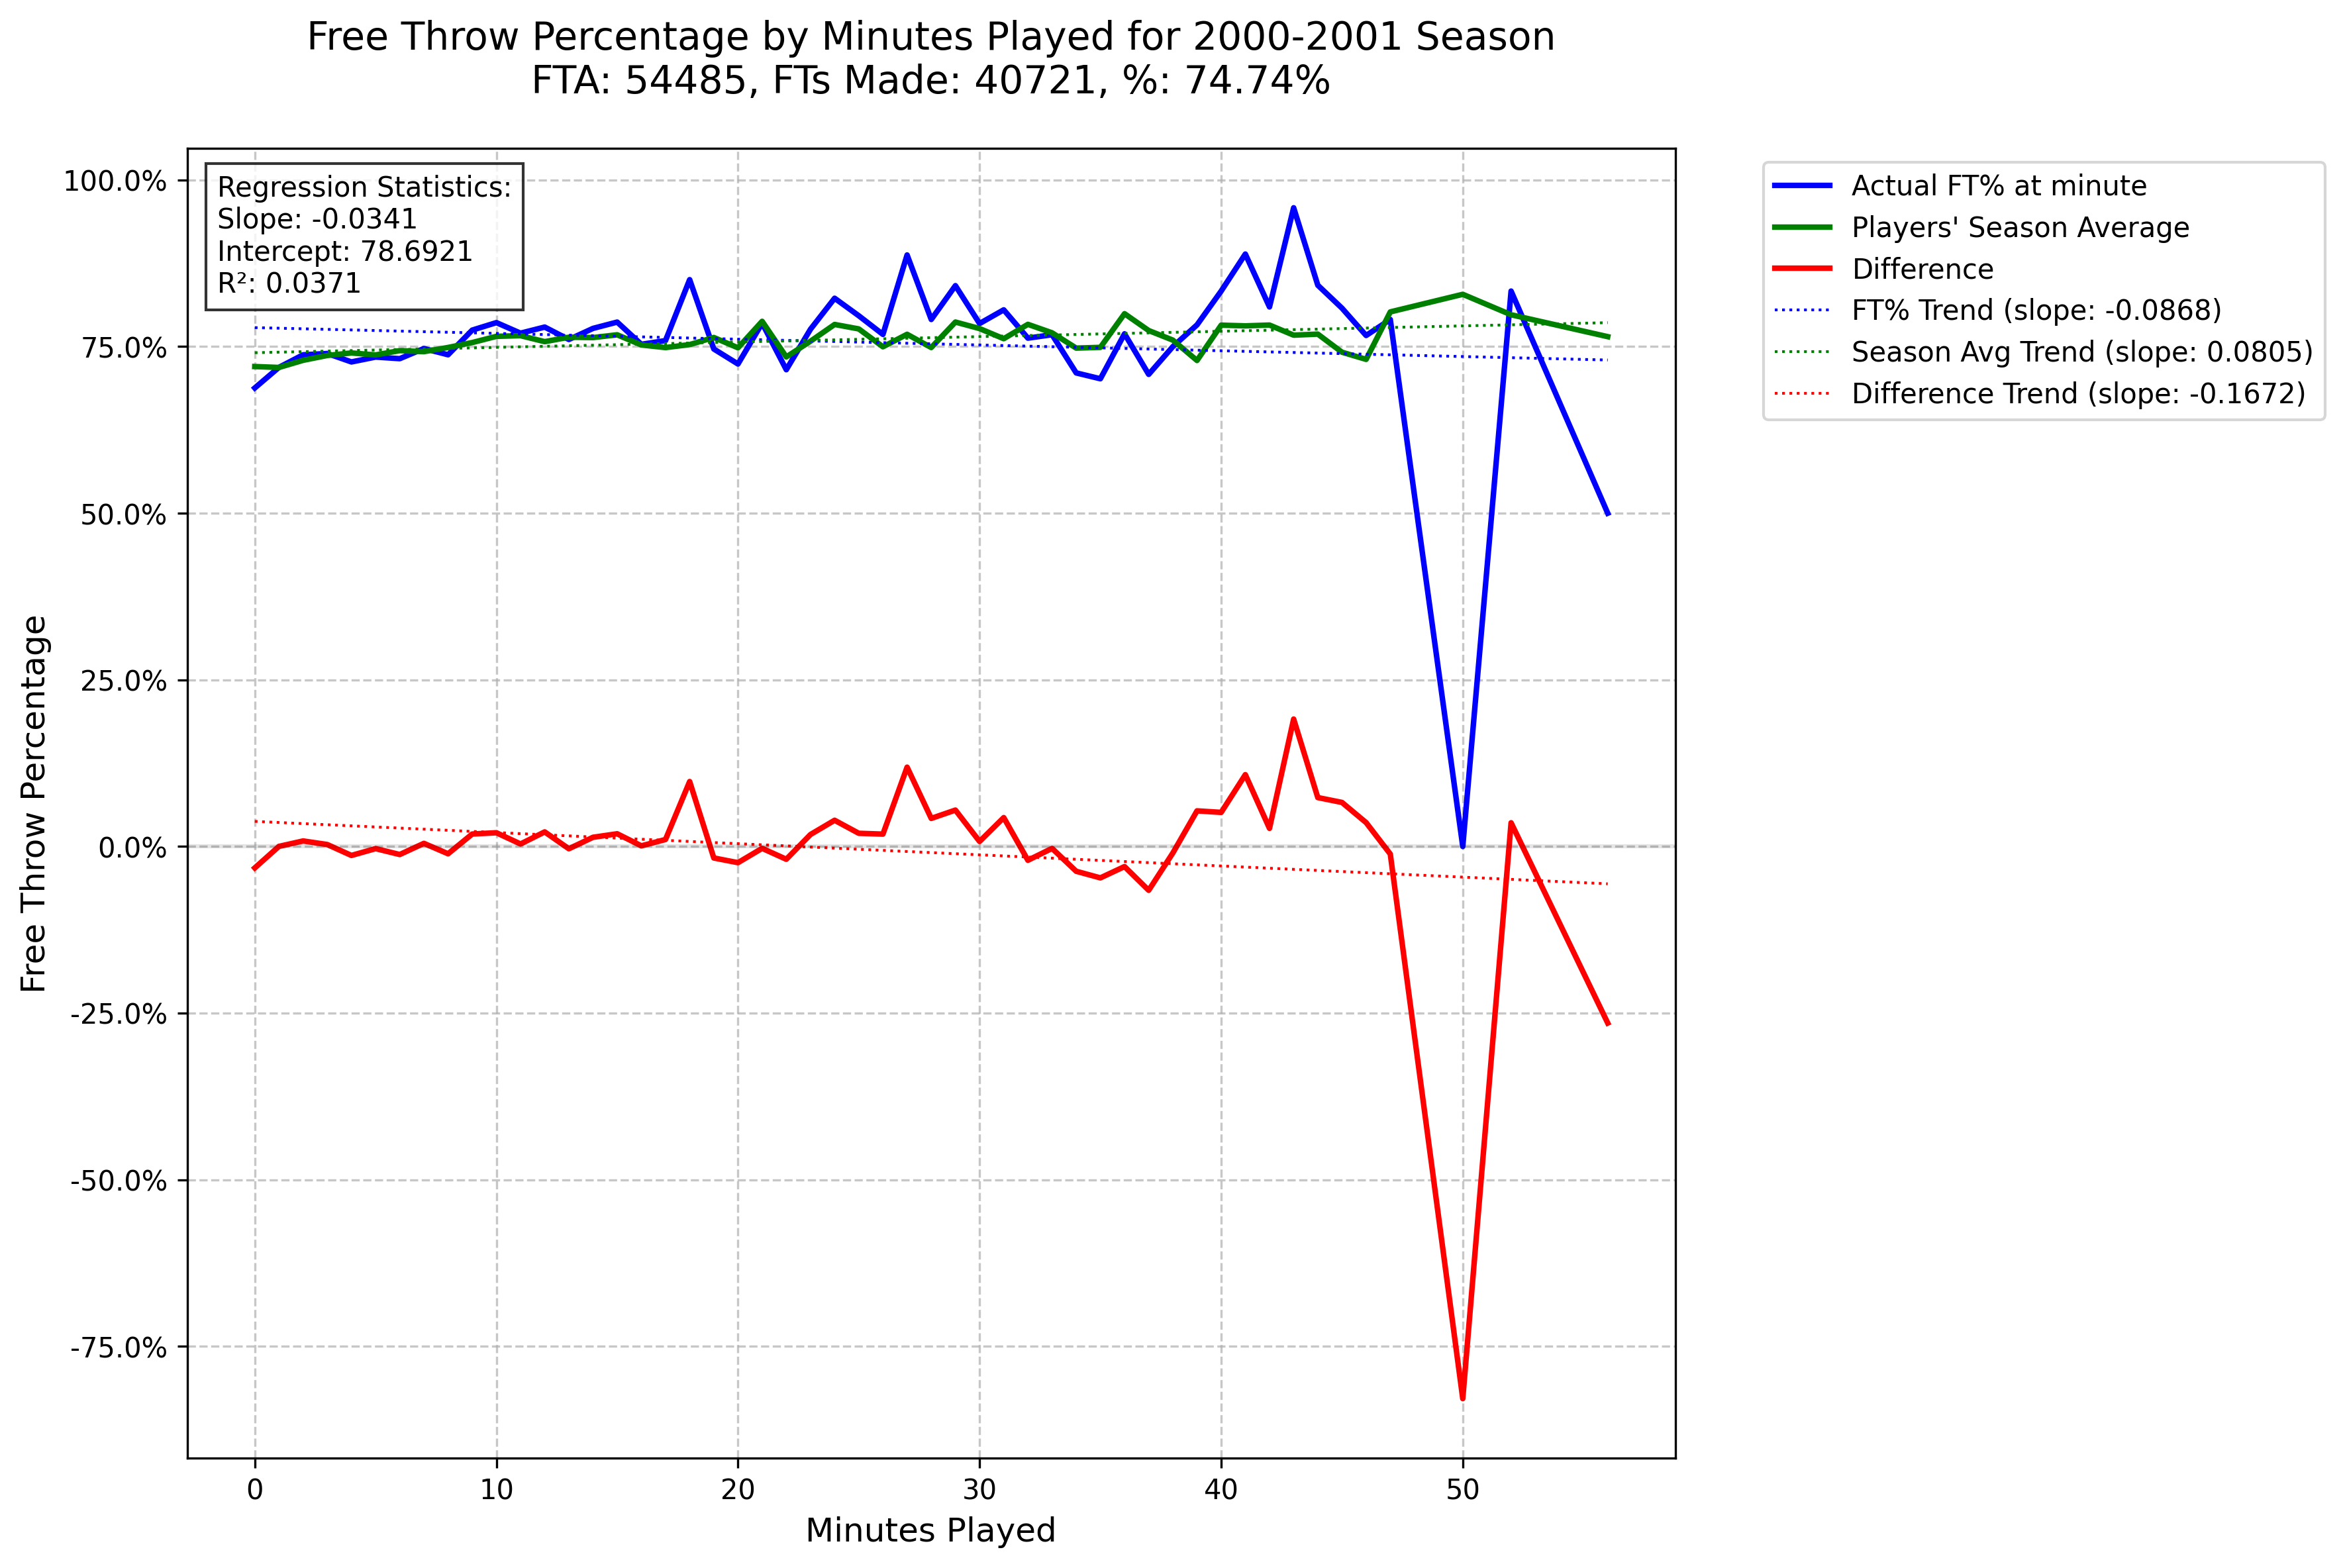 Free Throw Percentage by Minutes Played for 2000-2001 Season
FTA: 54485, FTs Made: 40721, %: 74.74%
Regression Statistics:
Slope: -0.0341
Intercept: 78.6921
R²: 0.0371
Actual FT% at minute
Players' Season Average
Difference
FT% Trend (slope: -0.0868)
Season Avg Trend (slope: 0.0805)
Difference Trend (slope: -0.1672)
Free Throw Percentage
100.0%
75.0%
50.0%
25.0%
0.0%
-25.0%
-50.0%
-75.0%
0
10
20
30
40
50
Minutes Played